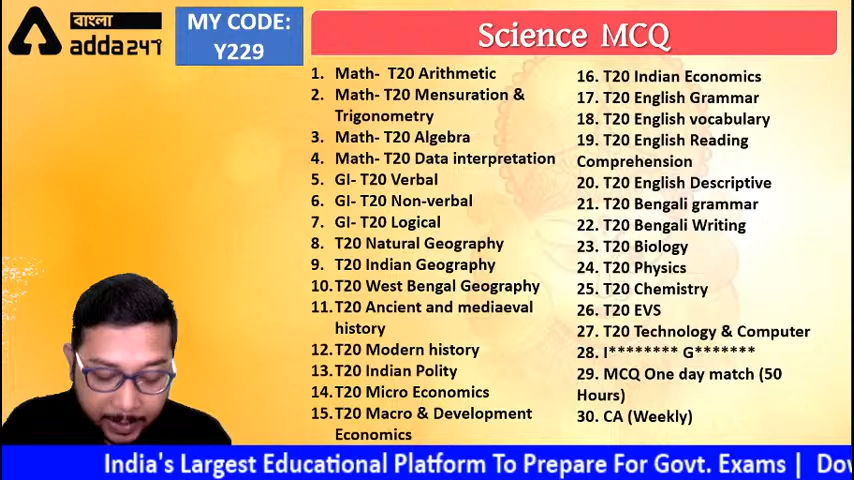 বাংলা
adda247
MY CODE:
Y229
Science MCQ
1. Math- T20 Arithmetic
2. Math- T20 Mensuration &
Trigonometry
3. Math- T20 Algebra
4. Math- T20 Data interpretation
5. GI- T20 Verbal
6. GI- T20 Non-verbal
7. GI- T20 Logical
8. T20 Natural Geography
9. T20 Indian Geography
10. T20 West Bengal Geography
11. T20 Ancient and mediaeval
history
12. T20 Modern history
13. T20 Indian Polity
14. T20 Micro Economics
15. T20 Macro & Development
Economics
16. T20 Indian Economics
17. T20 English Grammar
18. T20 English vocabulary
19. T20 English Reading
Comprehension
20. T20 English Descriptive
21. T20 Bengali grammar
22. T20 Bengali Writing
23. T20 Biology
24. T20 Physics
25. T20 Chemistry
26. T20 EVS
27. T20 Technology & Computer
28. I******** G*******
29. MCQ One day match (50
Hours)
30. CA (Weekly)
India's Largest Educational Platform To Prepare For Govt. Exams |